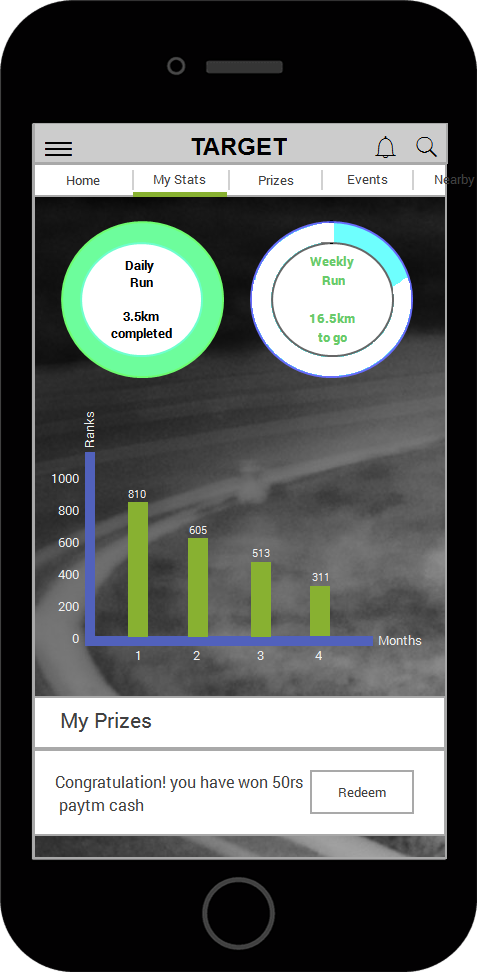 TARGET
Home
My Stats
Prizes
Events
Nearby
Daily
Run
3.5km
completed
Weekly
Run
16.5km
to go
Ranks
1000
800
600
400
200
0
810
605
513
311
1
2
3
4
Months
My Prizes
Congratulation! you have won 50rs
paytm cash
Redeem